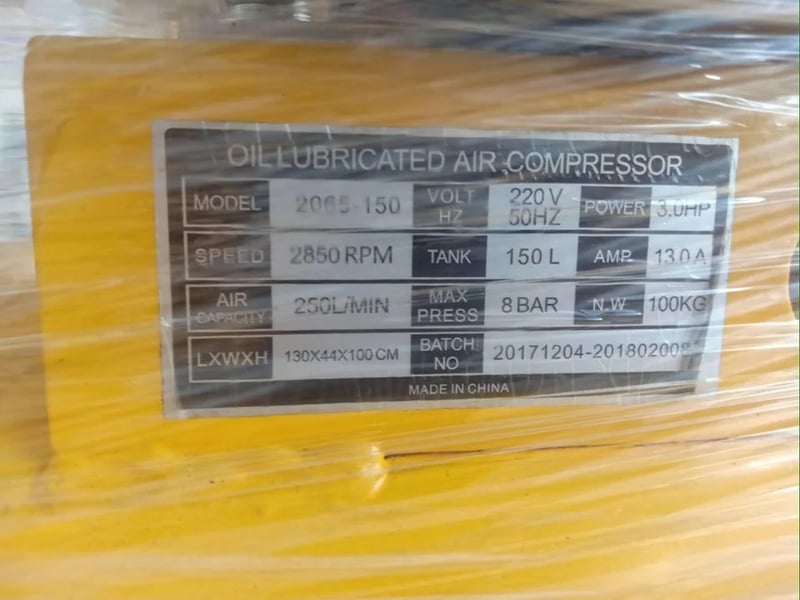 OIL LUBRICATED AIR COMPRESSOR
MODEL 2065-150 VOLT HZ 220 V 50HZ POWER 3.0HP
SPEED 2850 RPM TANK 150 L AMP 13.0 A
AIR CAPACITY 250L/MIN MAX PRESS 8 BAR N.W 100KG
LXWXH 130X44X100 CM BATCH NO 20171204-201802008
MADE IN CHINA